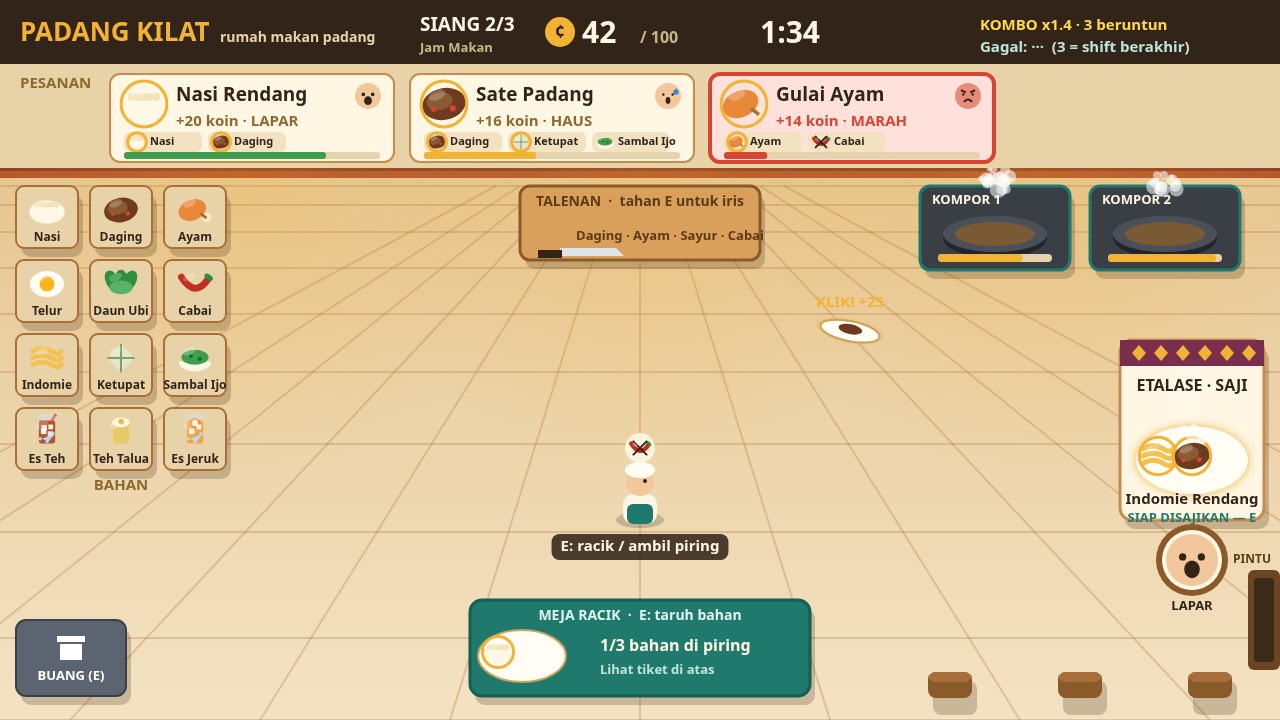 PADANG KILAT rumah makan padang
SIANG 2/3
Jam Makan
¢ 42 / 100
1:34
KOMBO x1.4 · 3 beruntun
Gagal: ··· (3 = shift berakhir)
PESANAN
Nasi Rendang
+20 koin · LAPAR
Nasi
Daging
Sate Padang
+16 koin · HAUS
Daging
Ketupat
Sambal Ijo
Gulai Ayam
+14 koin · MARAH
Ayam
Cabai
Nasi
Daging
Ayam
Telur
Daun Ubi
Cabai
Indomie
Ketupat
Sambal Ijo
Es Teh
Teh Talua
Es Jeruk
BAHAN
TALENAN · tahan E untuk iris
Daging · Ayam · Sayur · Cabai
KOMPOR 1
KOMPOR 2
KLIK! +25
ETALASE · SAJI
Indomie Rendang
SIAP DISAJIKAN — E
PINTU
LAPAR
E: racik / ambil piring
MEJA RACIK · E: taruh bahan
1/3 bahan di piring
Lihat tiket di atas
BUANG (E)